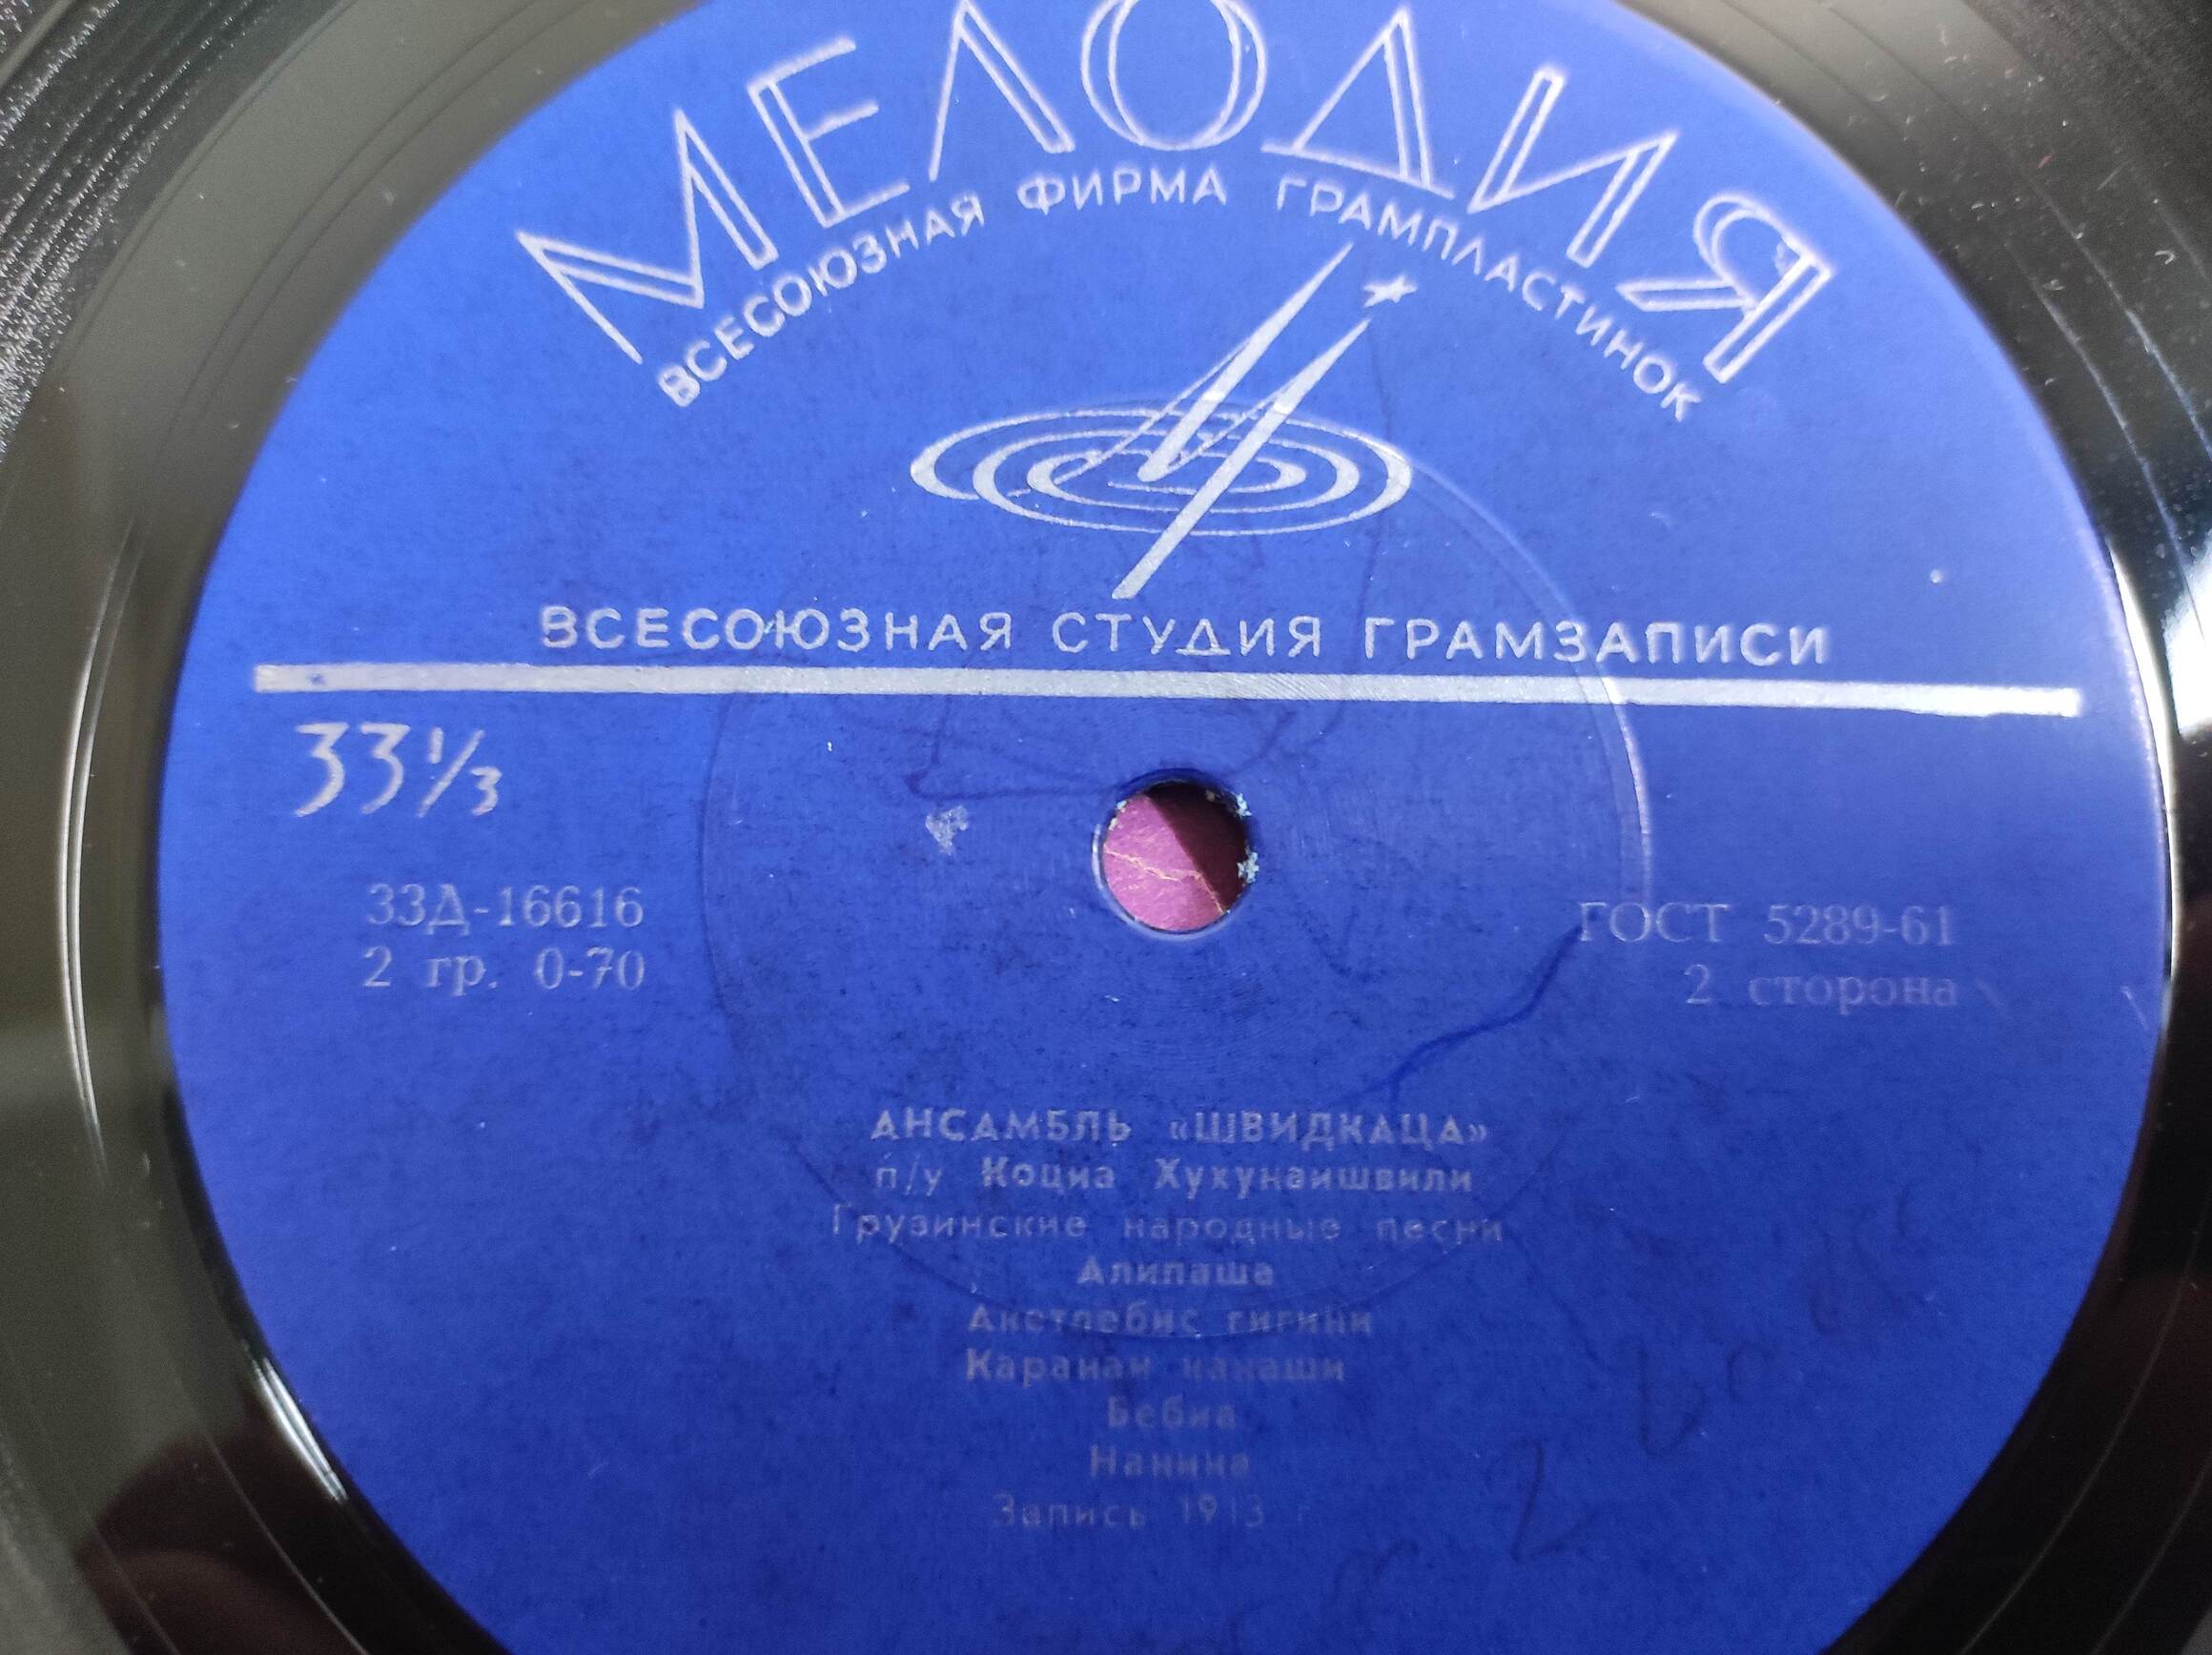 МЕЛОДИЯ
ВСЕСОЮЗНАЯ ФИРМА ГРАМПЛАСТИНОК
ВСЕСОЮЗНАЯ СТУДИЯ ГРАМЗАПИСИ
33⅓
33Д-16616
2 гр. 0-70
ГОСТ 5289-61
2 сторона
АНСАМБЛЬ «ШВИДКАЦА»
п/у Коциа Хухунаишвили
Грузинские народные песни
Алипаша
гигини
Бебиа
Нанина
Запись 1913 г